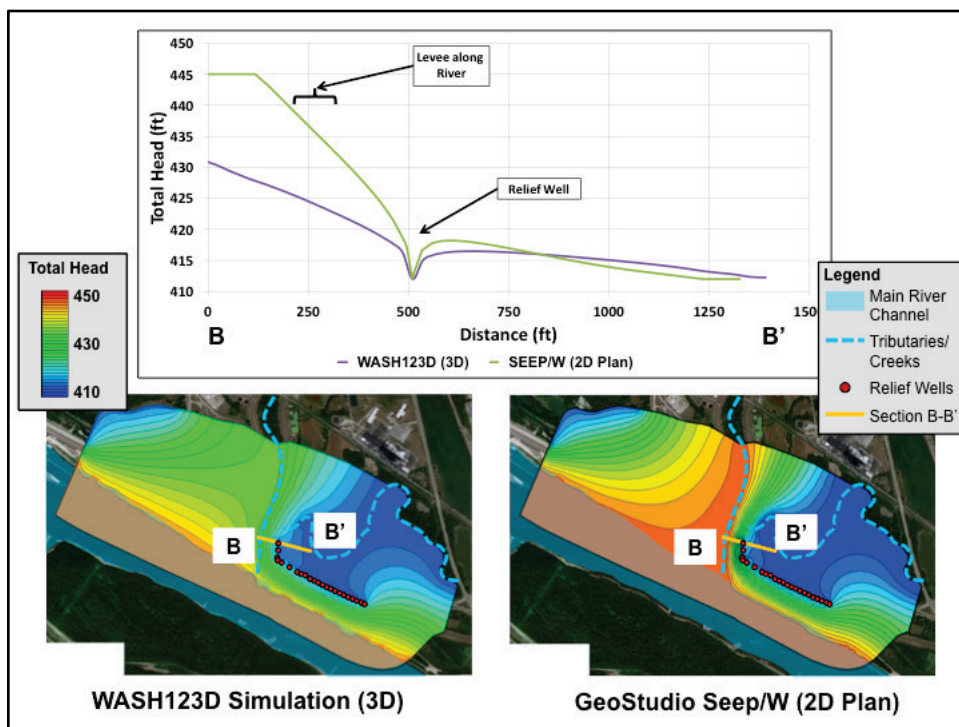 450
445
440
435
430
425
420
415
410
Total Head (ft)
Levee along
River
Relief Well
0
250
500
750
1000
1250
1500
B
Distance (ft)
B’
WASH123D (3D)
SEEP/W (2D Plan)
Total Head
450
430
410
Legend
Main River
Channel
Tributaries/
Creeks
Relief Wells
Section B-B’
B
B’
B
B’
WASH123D Simulation (3D)
GeoStudio Seep/W (2D Plan)